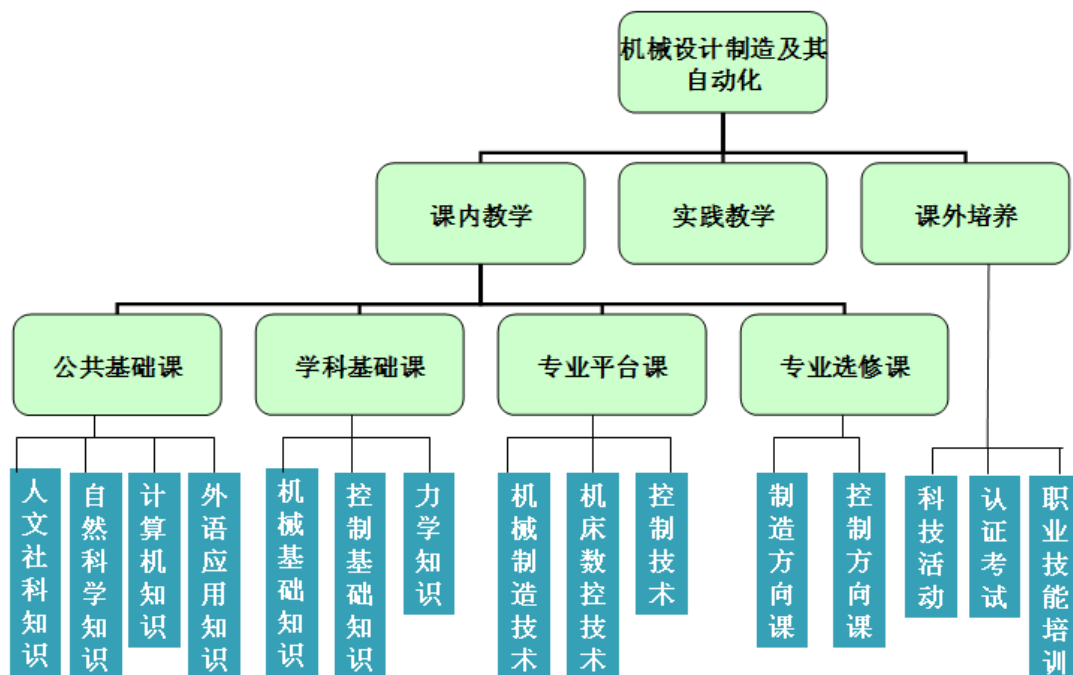 机械设计制造及其
自动化
课内教学
实践教学
课外培养
公共基础课
学科基础课
专业平台课
专业选修课
人文社科知识
自然科学知识
计算机知识
外语应用知识
机械基础知识
控制基础知识
力学知识
机械制造技术
机床数控技术
控制技术
制造方向课
控制方向课
科技活动
认证考试
职业技能培训